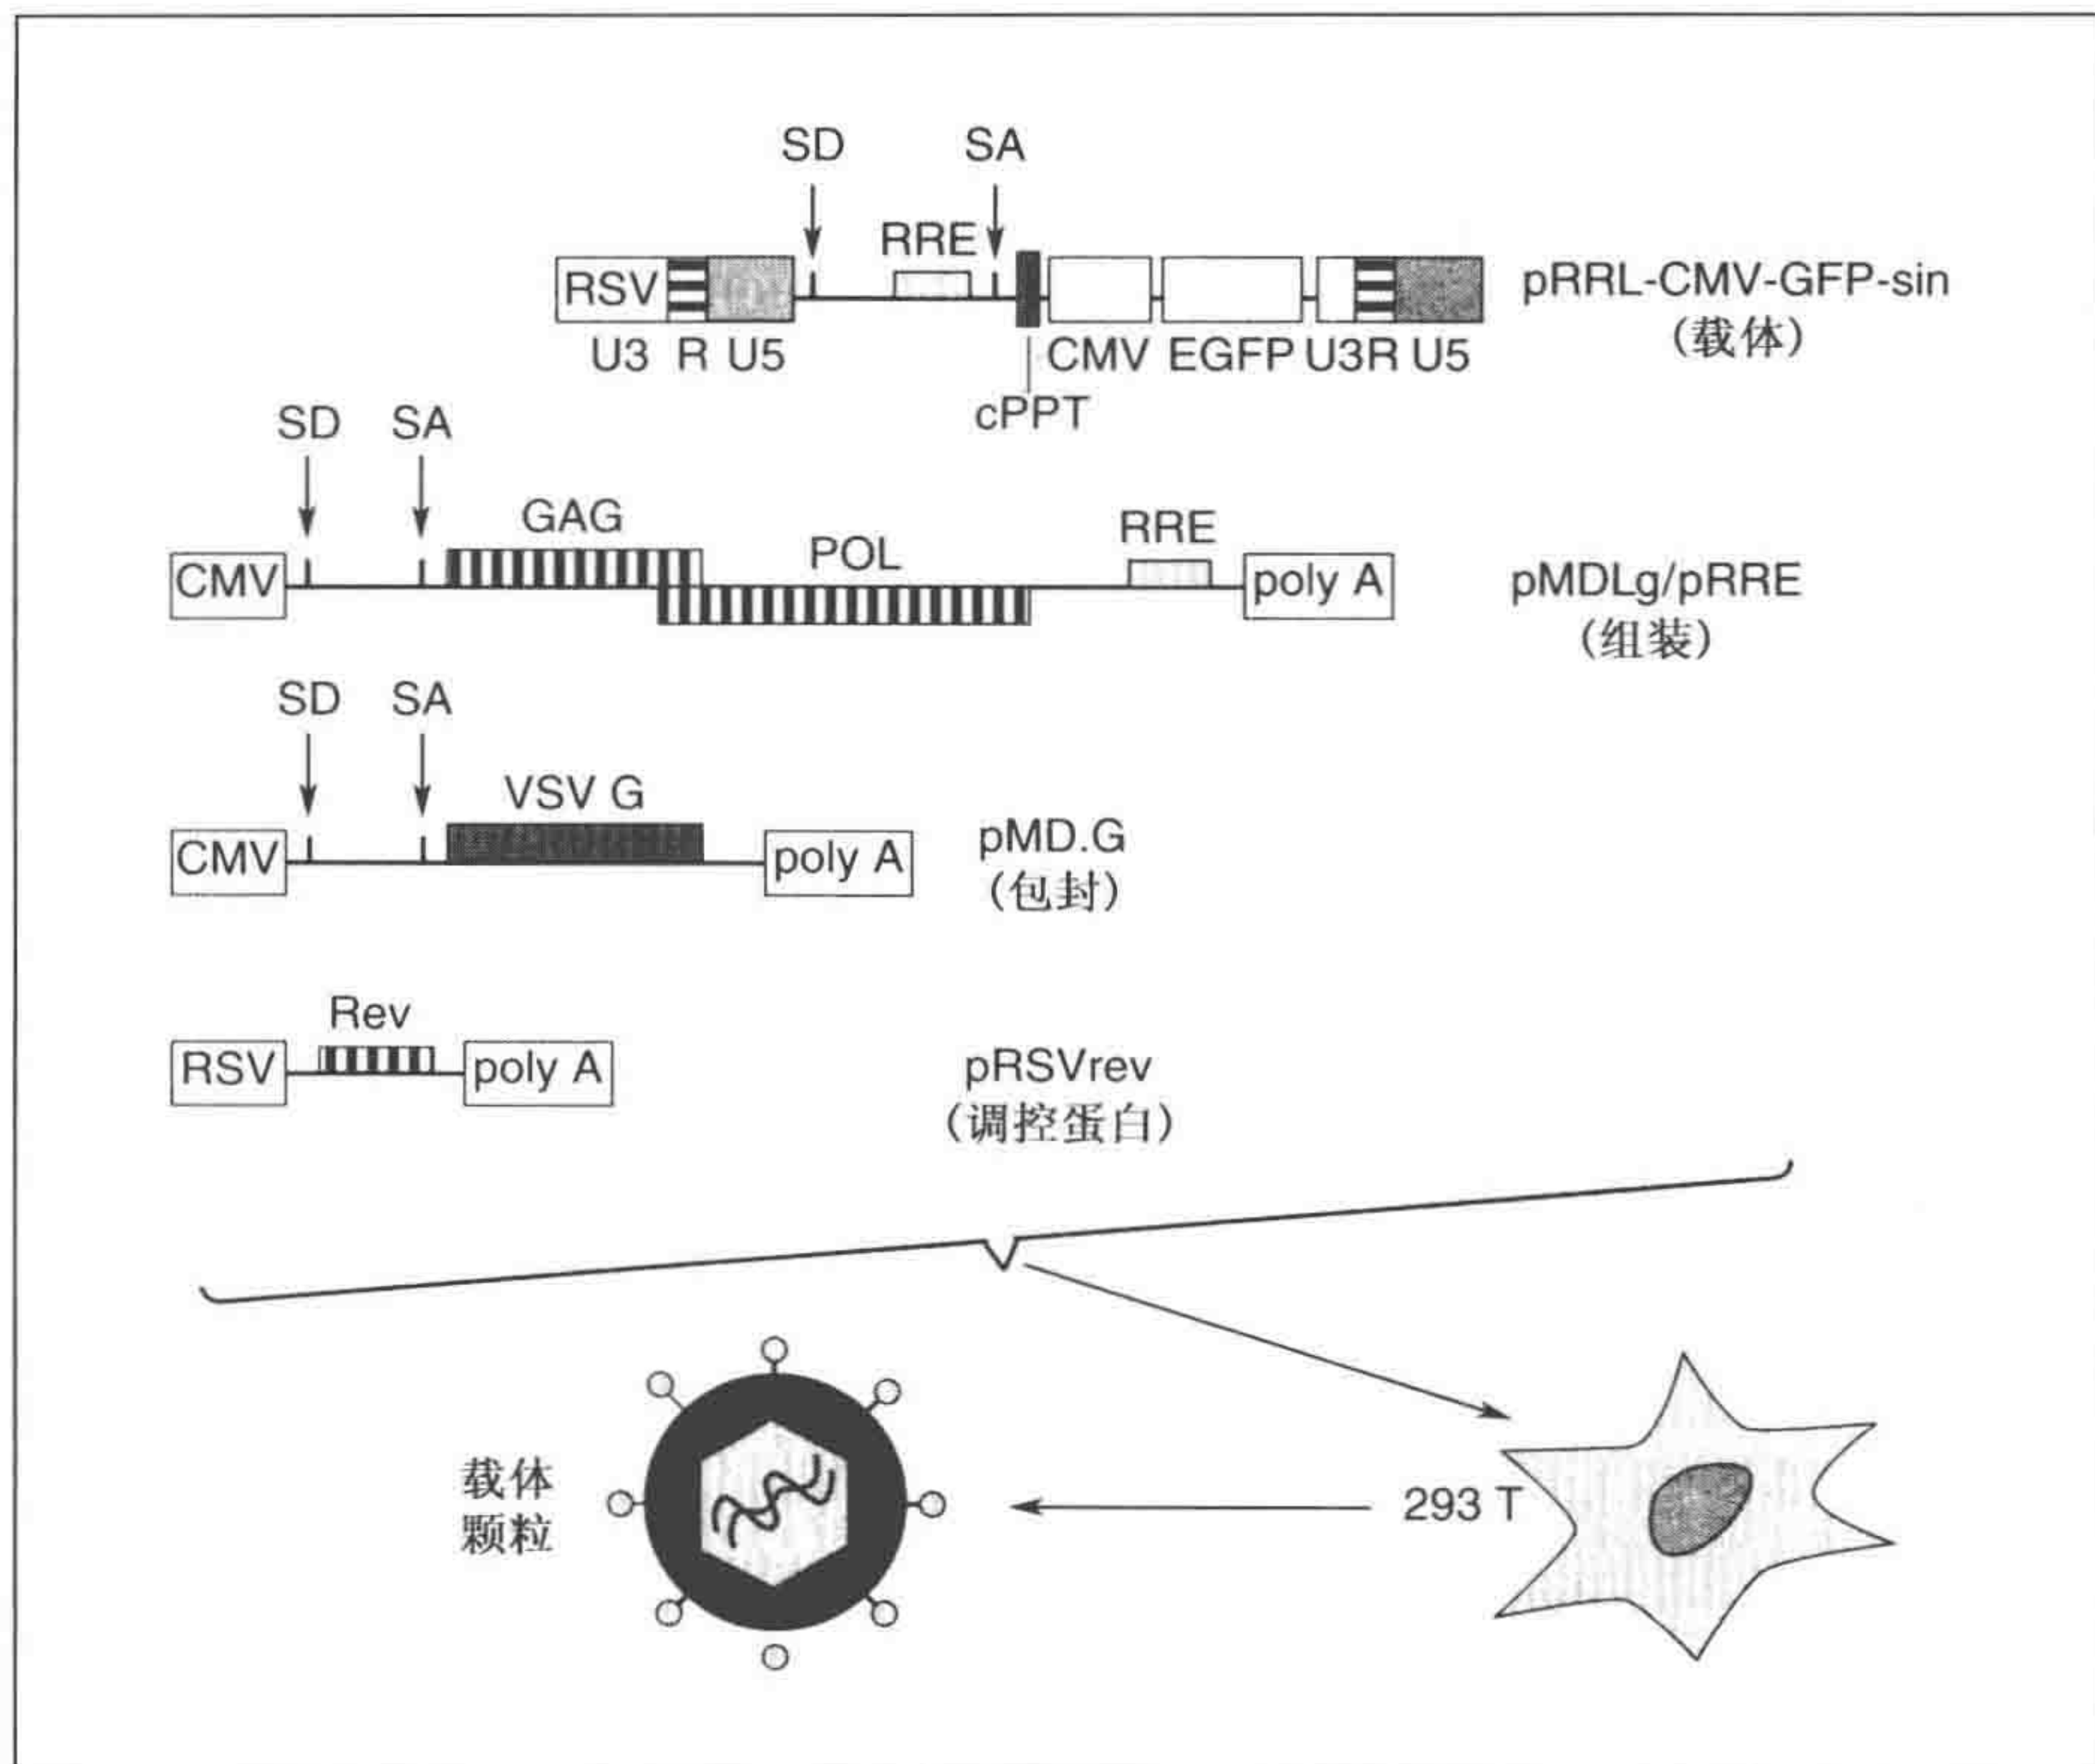 SD SA
RRE
RSV pRRL-CMV-GFP-sin
(载体)
U3 R U5 CMV EGFP U3R U5
cPPT
SD SA
GAG
POL
RRE
CMV poly A pMDLg/pRRE
(组装)
SD SA
VSV G
CMV poly A pMD.G
(包封)
Rev
RSV poly A pRSVrev
(调控蛋白)
载体
颗粒
293 T